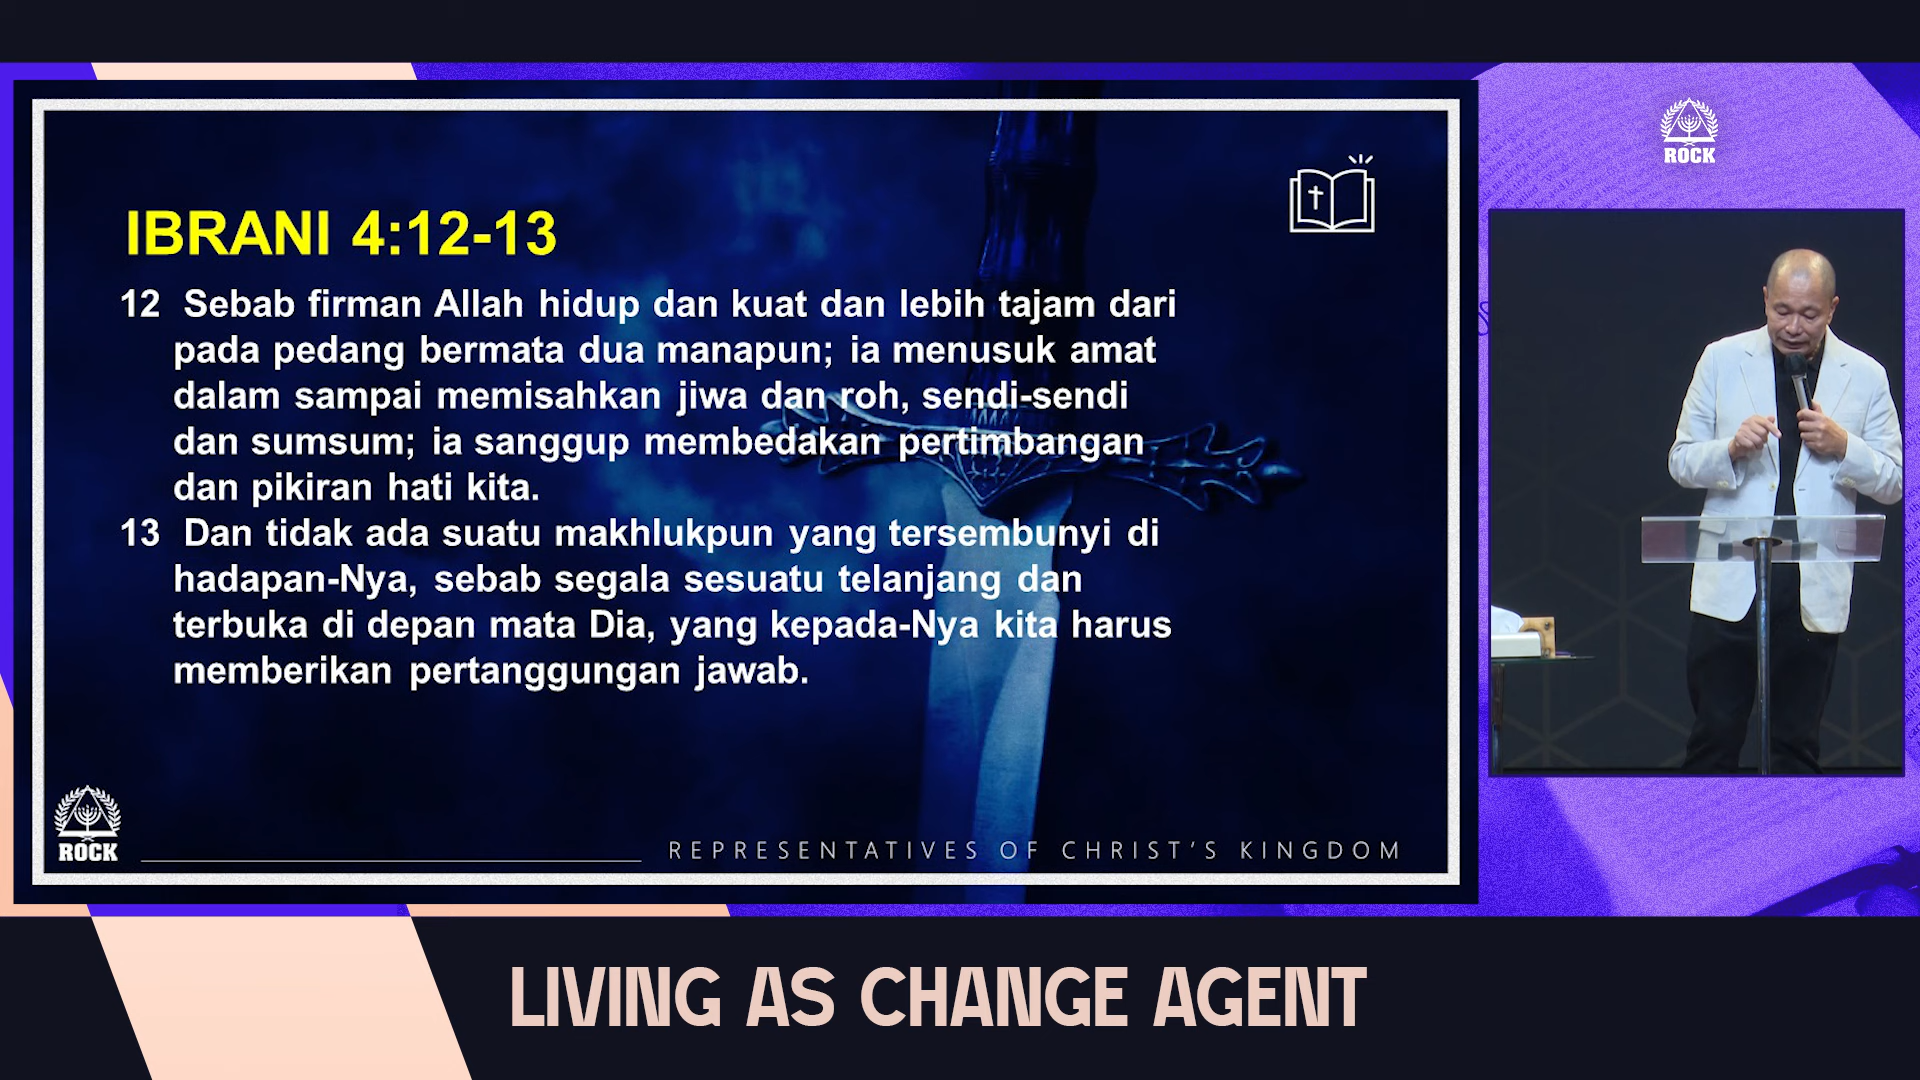 ROCK
IBRANI 4:12-13
12 Sebab firman Allah hidup dan kuat dan lebih tajam dari
pada pedang bermata dua manapun; ia menusuk amat
dalam sampai memisahkan jiwa dan roh, sendi-sendi
dan sumsum; ia sanggup membedakan pertimbangan
dan pikiran hati kita.
13 Dan tidak ada suatu makhlukpun yang tersembunyi di
hadapan-Nya, sebab segala sesuatu telanjang dan
terbuka di depan mata Dia, yang kepada-Nya kita harus
memberikan pertanggungan jawab.
ROCK
REPRESENTATIVES OF CHRIST'S KINGDOM
LIVING AS CHANGE AGENT